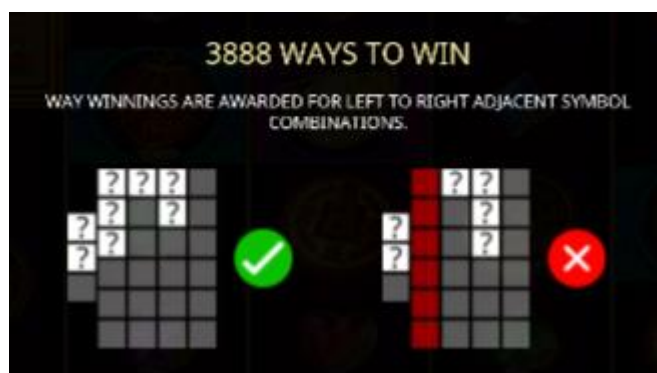 3888 WAYS TO WIN
WAY WINNINGS ARE AWARDED FOR LEFT TO RIGHT ADJACENT SYMBOL
COMBINATIONS.
? ? ? ? ?
? ? ?
? ? ? ?
? ?